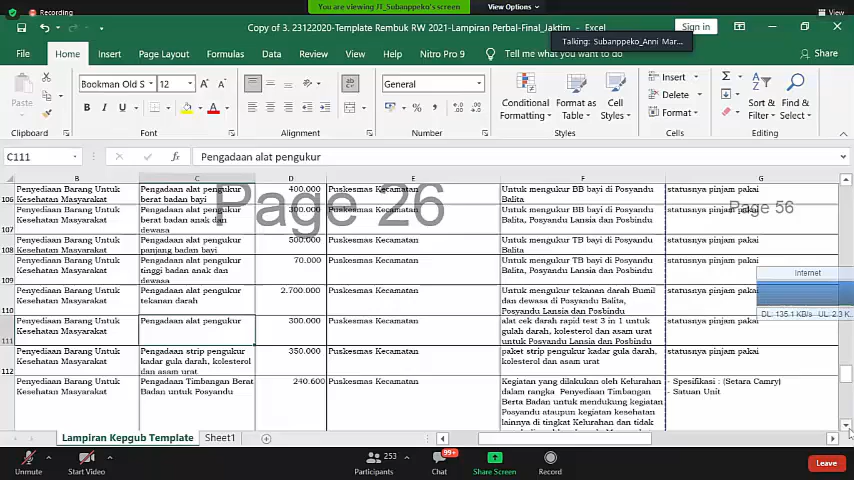 Recording
You are viewing JT_Subanppeko's screen
View Options
View
Copy of 3. 23122020-Template Rembuk RW 2021-Lampiran Perbal-Final_Jaktim - Excel
Sign in
Talking: Subanppeko_Anni Mar...
File
Home
Insert
Page Layout
Formulas
Data
Review
View
Help
Nitro Pro 9
Tell me what you want to do
Share
Paste
Bookman Old S
12
General
Conditional Formatting
Format as Table
Cell Styles
Insert
Delete
Format
Sort & Filter
Find & Select
Clipboard
Font
Alignment
Number
Styles
Cells
Editing
C111
Pengadaan alat pengukur
B C D E F G
Page 26
Page 56
106
Penyediaan Barang Untuk
Kesehatan Masyarakat
Pengadaan alat pengukur
berat badan bayi
400.000
Puskesmas Kecamatan
Untuk mengukur BB bayi di Posyandu
Balita
statusnya pinjam pakai
107
Penyediaan Barang Untuk
Kesehatan Masyarakat
Pengadaan alat pengukur
berat badan anak dan
dewasa
300.000
Puskesmas Kecamatan
Untuk mengukur BB bayi di Posyandu
Balita, Posyandu Lansia dan Posbindu
statusnya pinjam pakai
108
Penyediaan Barang Untuk
Kesehatan Masyarakat
Pengadaan alat pengukur
panjang badan bayi
500.000
Puskesmas Kecamatan
Untuk mengukur TB bayi di Posyandu
Balita
statusnya pinjam pakai
109
Penyediaan Barang Untuk
Kesehatan Masyarakat
Pengadaan alat pengukur
tinggi badan anak dan
dewasa
70.000
Puskesmas Kecamatan
Untuk mengukur TB bayi di Posyandu
Balita, Posyandu Lansia dan Posbindu
statusnya pinjam pakai
110
Penyediaan Barang Untuk
Kesehatan Masyarakat
Pengadaan alat pengukur
tekanan darah
2.700.000
Puskesmas Kecamatan
Untuk mengukur tekanan darah Bumil
dan dewasa di Posyandu Balita,
Posyandu Lansia dan Posbindu
statusnya pinjam pakai
111
Penyediaan Barang Untuk
Kesehatan Masyarakat
Pengadaan alat pengukur
300.000
Puskesmas Kecamatan
alat cek darah rapid test 3 in 1 untuk
gulah darah, kolesterol dan asam urat
untuk Posyandu Lansia dan Posbindu
statusnya pinjam pakai
112
Penyediaan Barang Untuk
Kesehatan Masyarakat
Pengadaan strip pengukur
kadar gula darah, kolesterol
dan asam urat
350.000
Puskesmas Kecamatan
paket strip pengukur kadar gula darah,
kolesterol dan asam urat
statusnya pinjam pakai
Penyediaan Barang Untuk
Kesehatan Masyarakat
Pengadaan Timbangan Berat
Badan untuk Posyandu
240.600
Puskesmas Kecamatan
Kegiatan yang dilakukan oleh Kelurahan
dalam rangka Penyediaan Timbangan
Berta Badan untuk mendukung kegiatan
Posyandu ataupun kegiatan kesehatan
lainnya di tingkat Kelurahan dan tidak
- Spesifikasi : (Setara Camry)
- Satuan Unit
Internet
DL: 135.1 KB/s UL: 2.3 K
Lampiran Kepgub Template
Sheet1
Unmute
Start Video
253
Participants
99+
Chat
Share Screen
Record
Leave